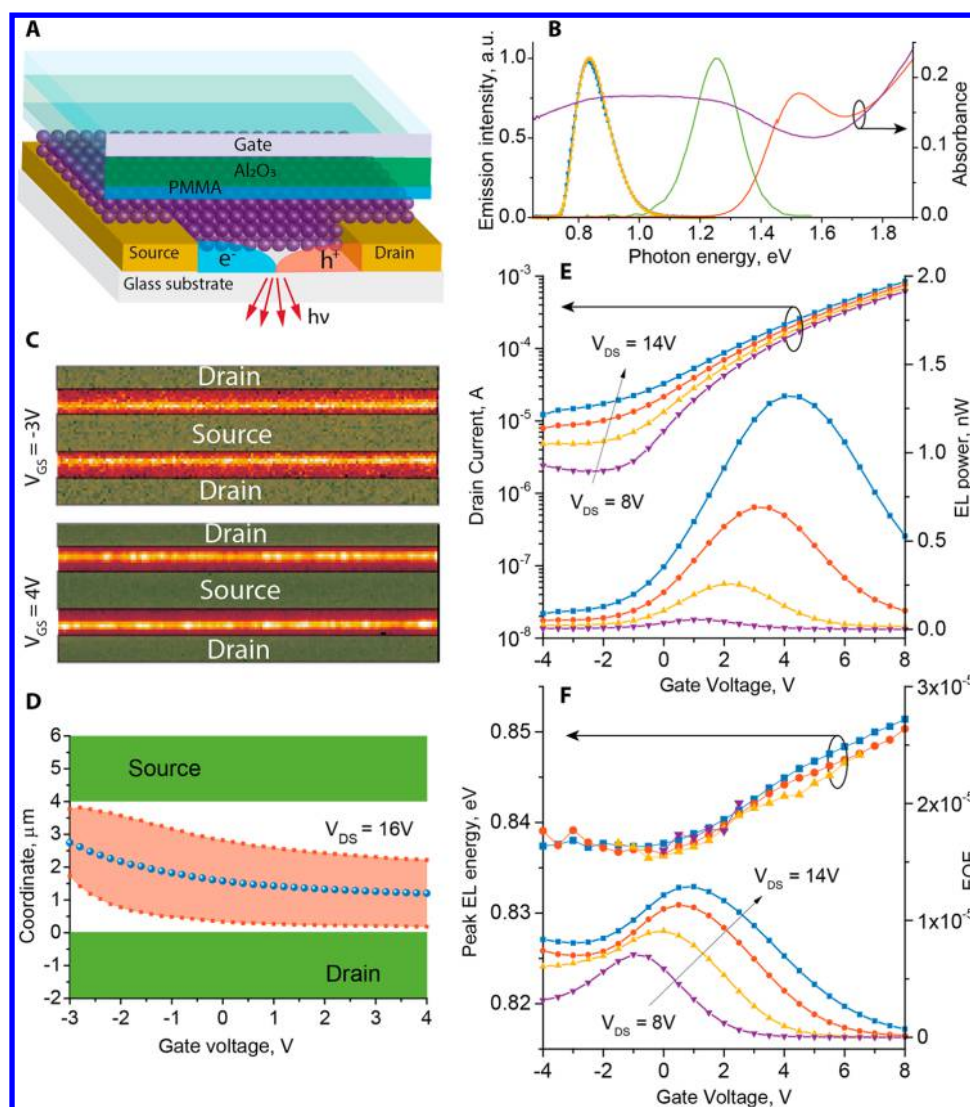 A
Gate
Al₂O₃
PMMA
Source
e-
h+
Drain
Glass substrate
hν
B
Emission intensity, a.u.
1.0
0.5
0.0
0.8 1.0 1.2 1.4 1.6 1.8
Photon energy, eV
0.2
0.1
0.0
Absorbance
C
VGS = -3V
Drain
Source
Drain
VGS = 4V
Drain
Source
Drain
D
Coordinate, μm
6
5
4
3
2
1
0
-1
-2
Source
VDS = 16V
Drain
-3 -2 -1 0 1 2 3 4
Gate voltage, V
E
Drain Current, A
10-3
10-4
10-5
10-6
10-7
10-8
VDS = 14V
VDS = 8V
2.0
1.5
1.0
0.5
0.0
EL power, nW
-4 -2 0 2 4 6 8
Gate Voltage, V
F
Peak EL energy, eV
0.85
0.84
0.83
0.82
VDS = 14V
VDS = 8V
3x10-5
2x10-5
1x10-5
0
-4 -2 0 2 4 6 8
Gate Voltage, V